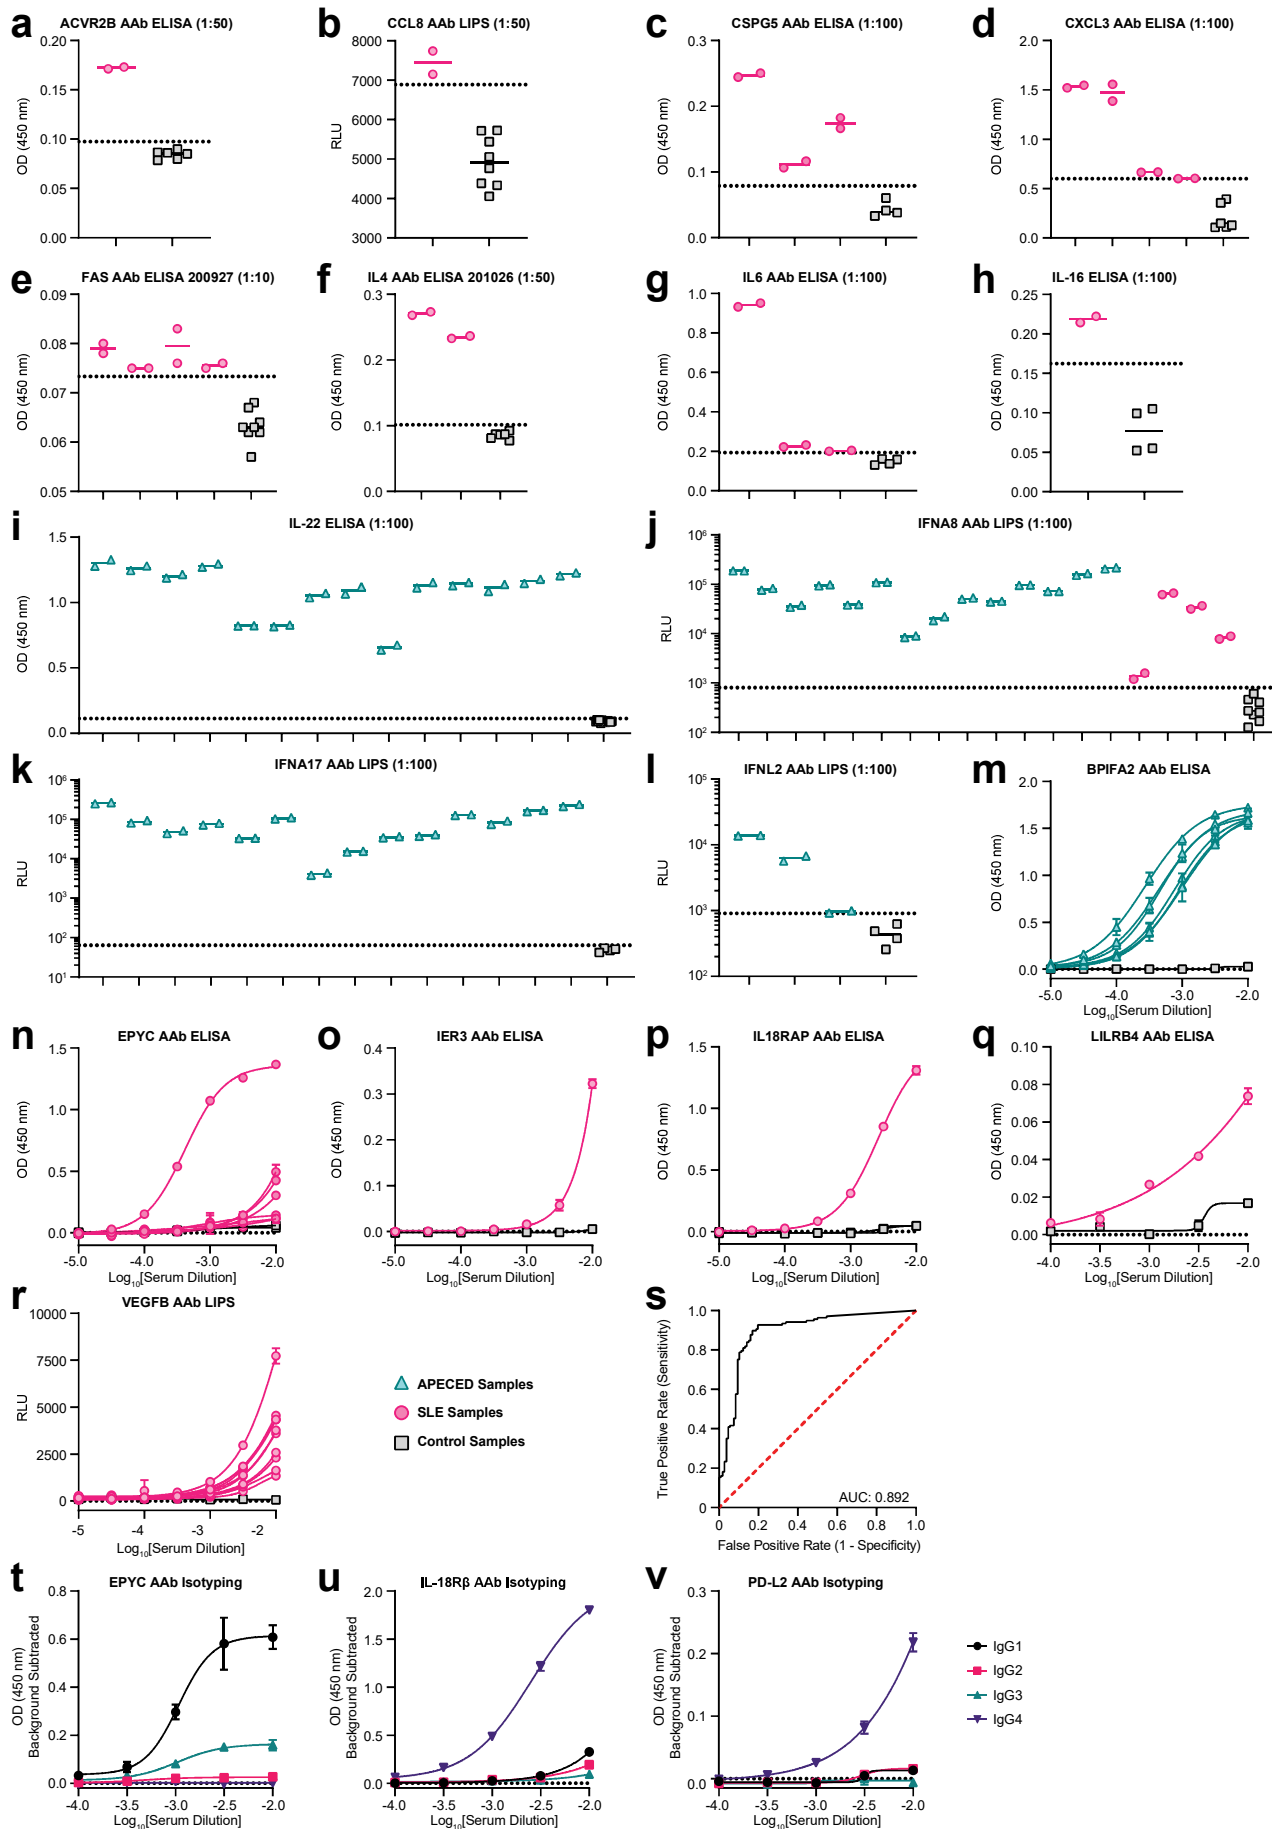 a
ACVR2B AAb ELISA (1:50)
OD (450 nm)
0.20
0.15
0.10
0.05
0.00
b
CCL8 AAb LIPS (1:50)
RLU
8000
7000
6000
5000
4000
3000
c
CSPG5 AAb ELISA (1:100)
OD (450 nm)
0.3
0.2
0.1
0.0
d
CXCL3 AAb ELISA (1:100)
OD (450 nm)
2.0
1.5
1.0
0.5
0.0
e
FAS AAb ELISA 200927 (1:10)
OD (450 nm)
0.09
0.08
0.07
0.06
0.05
f
IL4 AAb ELISA 201026 (1:50)
OD (450 nm)
0.3
0.2
0.1
0.0
g
IL6 AAb ELISA (1:100)
OD (450 nm)
1.0
0.8
0.6
0.4
0.2
0.0
h
IL-16 ELISA (1:100)
OD (450 nm)
0.25
0.20
0.15
0.10
0.05
0.00
i
IL-22 ELISA (1:100)
OD (450 nm)
1.5
1.0
0.5
0.0
j
IFNA8 AAb LIPS (1:100)
RLU
10⁶
10⁵
10⁴
10³
10²
k
IFNA17 AAb LIPS (1:100)
RLU
10⁶
10⁵
10⁴
10³
10²
10¹
l
IFNL2 AAb LIPS (1:100)
RLU
10⁵
10⁴
10³
10²
m
BPIFA2 AAb ELISA
OD (450 nm)
2.0
1.5
1.0
0.5
0.0
-5.0 -4.0 -3.0 -2.0
Log₁₀[Serum Dilution]
n
EPYC AAb ELISA
OD (450 nm)
1.5
1.0
0.5
0.0
-5.0 -4.0 -3.0 -2.0
Log₁₀[Serum Dilution]
o
IER3 AAb ELISA
OD (450 nm)
0.4
0.3
0.2
0.1
0.0
-5.0 -4.0 -3.0 -2.0
Log₁₀[Serum Dilution]
p
IL18RAP AAb ELISA
OD (450 nm)
1.5
1.0
0.5
0.0
-5.0 -4.0 -3.0 -2.0
Log₁₀[Serum Dilution]
q
LILRB4 AAb ELISA
OD (450 nm)
0.10
0.08
0.06
0.04
0.02
0.00
-4.0 -3.5 -3.0 -2.5 -2.0
Log₁₀[Serum Dilution]
r
VEGFB AAb LIPS
RLU
10000
7500
5000
2500
0
-5 -4 -3 -2
Log₁₀[Serum Dilution]
APECED Samples
SLE Samples
Control Samples
s
True Positive Rate (Sensitivity)
1.0
0.8
0.6
0.4
0.2
0
AUC: 0.892
0 0.2 0.4 0.6 0.8 1.0
False Positive Rate (1 - Specificity)
t
EPYC AAb Isotyping
OD (450 nm)
Background Subtracted
0.8
0.6
0.4
0.2
0.0
-4.0 -3.5 -3.0 -2.5 -2.0
Log₁₀[Serum Dilution]
u
IL-18Rβ AAb Isotyping
OD (450 nm)
Background Subtracted
2.0
1.5
1.0
0.5
0.0
-4.0 -3.5 -3.0 -2.5 -2.0
Log₁₀[Serum Dilution]
v
PD-L2 AAb Isotyping
OD (450 nm)
Background Subtracted
0.3
0.2
0.1
0.0
-4.0 -3.5 -3.0 -2.5 -2.0
Log₁₀[Serum Dilution]
IgG1
IgG2
IgG3
IgG4